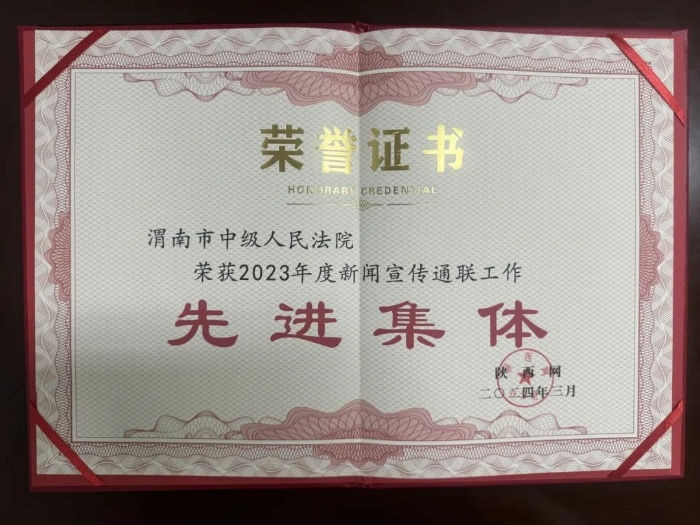 荣誉证书
HONORARY CREDENTIAL
渭南市中级人民法院
荣获2023年度新闻宣传通联工作
先进集体
陕西网
二〇二四年三月